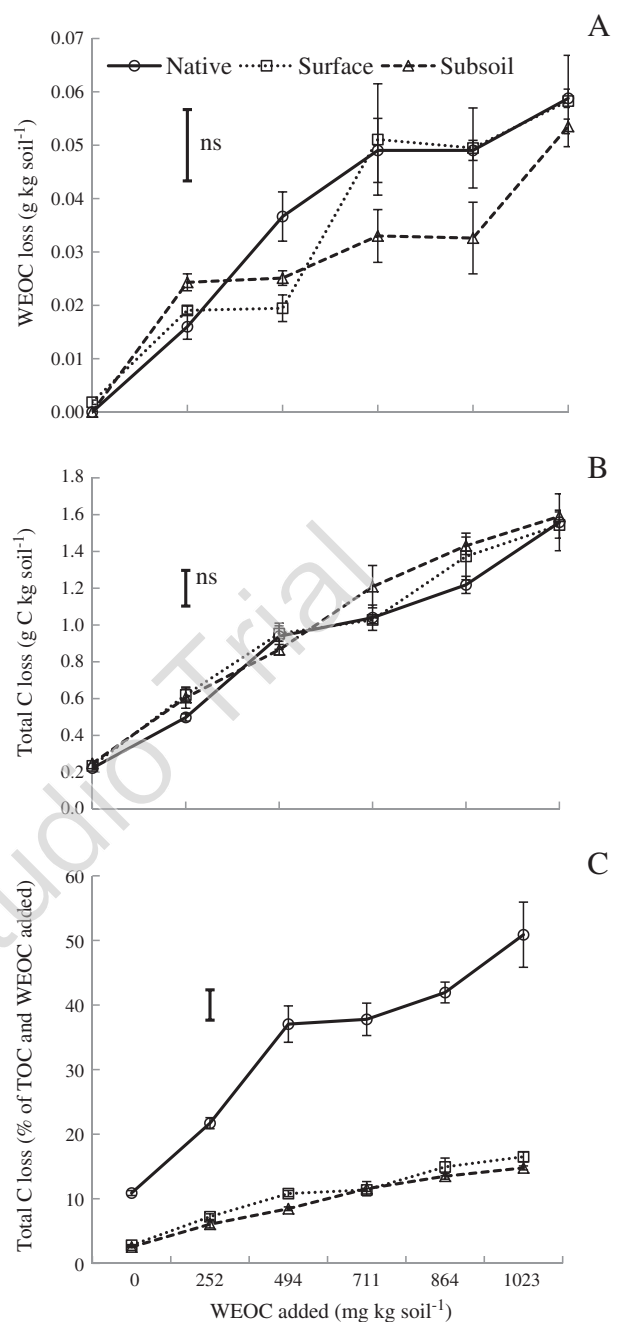 A
0.07
Native Surface Subsoil
0.06
0.05
ns
0.04
0.03
0.02
0.01
0.00
WEOC loss (g kg soil⁻¹)
B
1.8
1.6
1.4
ns
1.2
1.0
0.8
0.6
0.4
0.2
0.0
Total C loss (g C kg soil⁻¹)
C
60
50
40
30
20
10
0
Total C loss (% of TOC and WEOC added)
0 252 494 711 864 1023
WEOC added (mg kg soil⁻¹)
tudio Trial